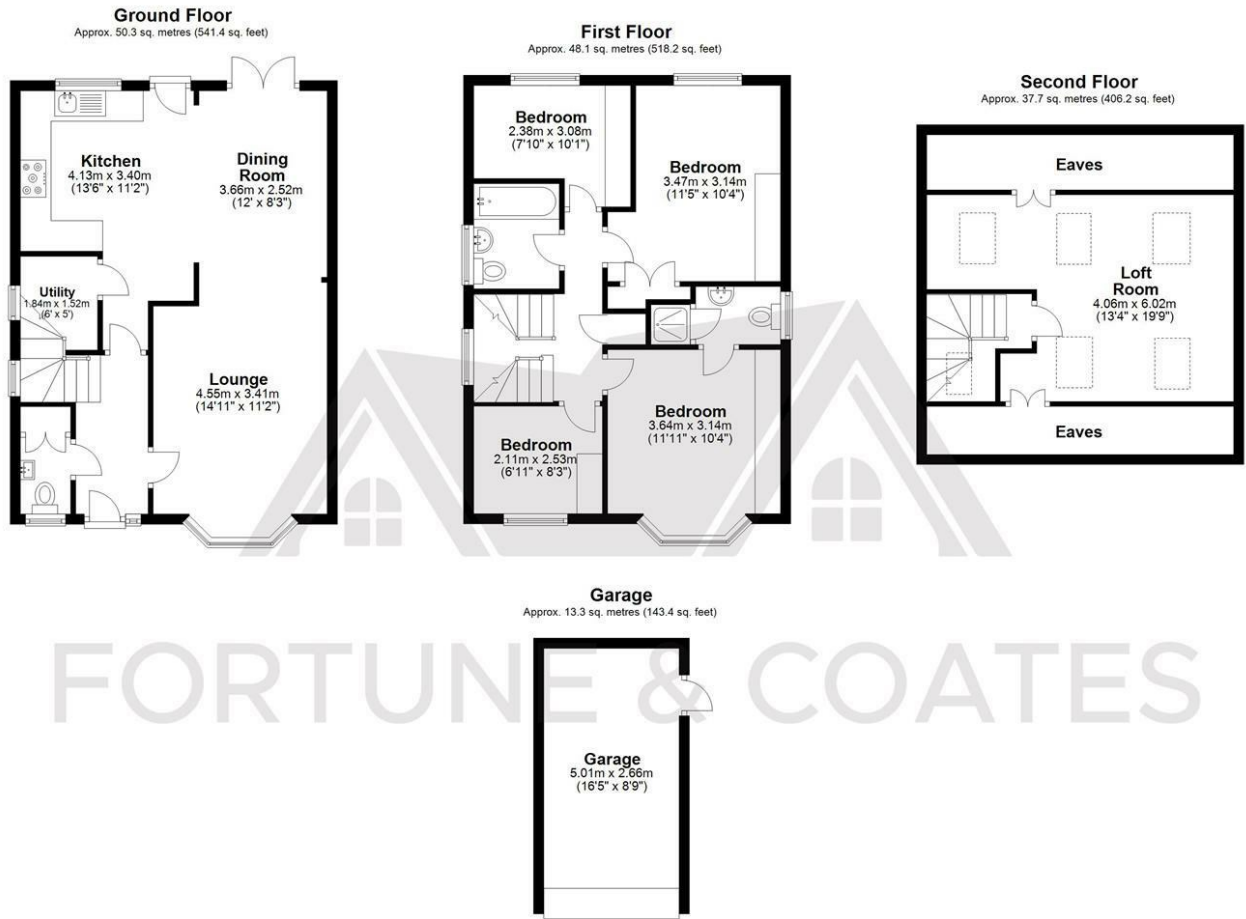 Ground Floor
Approx. 50.3 sq. metres (541.4 sq. feet)
Kitchen
4.13m x 3.40m
(13'6" x 11'2")
Dining
Room
3.66m x 2.52m
(12' x 8'3")
Utility
1.84m x 1.52m
(6' x 5')
Lounge
4.55m x 3.41m
(14'11" x 11'2")
First Floor
Approx. 48.1 sq. metres (518.2 sq. feet)
Bedroom
2.38m x 3.08m
(7'10" x 10'1")
Bedroom
3.47m x 3.14m
(11'5" x 10'4")
Bedroom
3.64m x 3.14m
(11'11" x 10'4")
Bedroom
2.11m x 2.53m
(6'11" x 8'3")
Second Floor
Approx. 37.7 sq. metres (406.2 sq. feet)
Eaves
Loft
Room
4.06m x 6.02m
(13'4" x 19'9")
Eaves
Garage
Approx. 13.3 sq. metres (143.4 sq. feet)
Garage
5.01m x 2.66m
(16'5" x 8'9")
FORTUNE & COATES